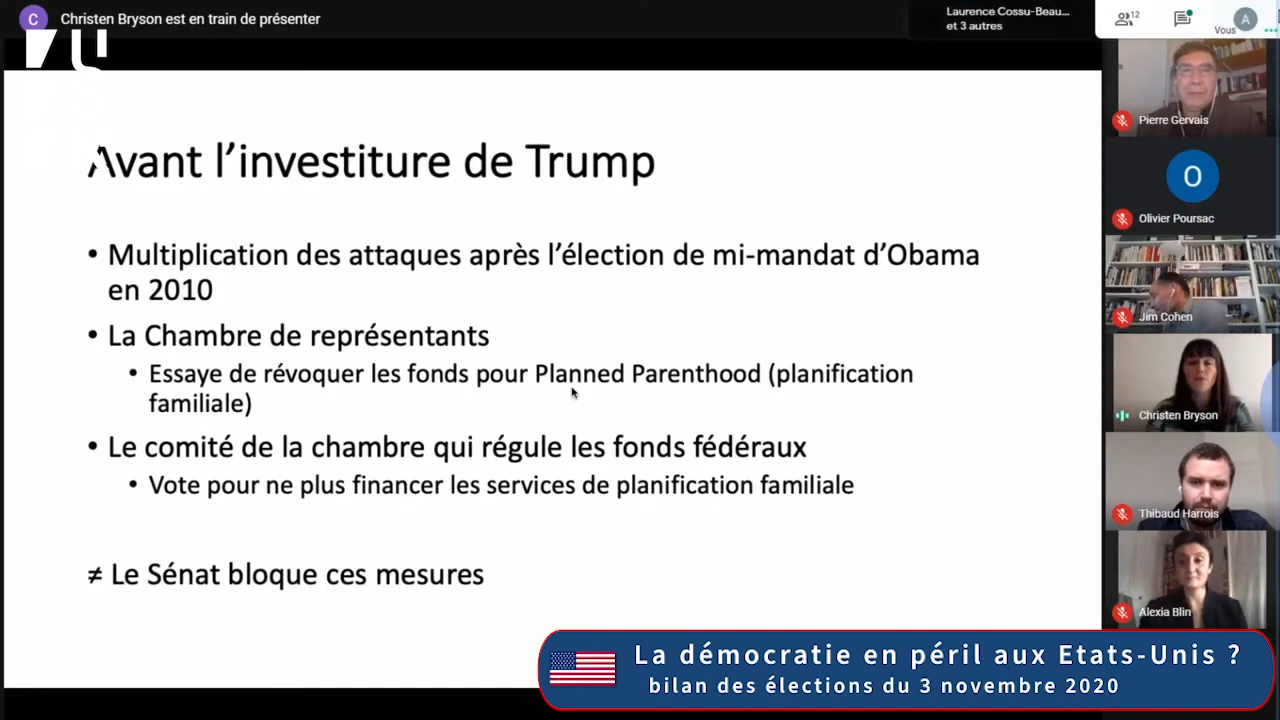 C
Christen Bryson est en train de présenter
Laurence Cossu-Beau...
et 3 autres
12
Vous
A
Avant l'investiture de Trump
• Multiplication des attaques après l'élection de mi-mandat d'Obama
en 2010
• La Chambre de représentants
• Essaye de révoquer les fonds pour Planned Parenthood (planification
familiale)
• Le comité de la chambre qui régule les fonds fédéraux
• Vote pour ne plus financer les services de planification familiale
≠ Le Sénat bloque ces mesures
Pierre Gervais
O
Olivier Poursac
Jim Cohen
Christen Bryson
Thibaud Harrois
Alexia Blin
La démocratie en péril aux Etats-Unis ?
bilan des élections du 3 novembre 2020